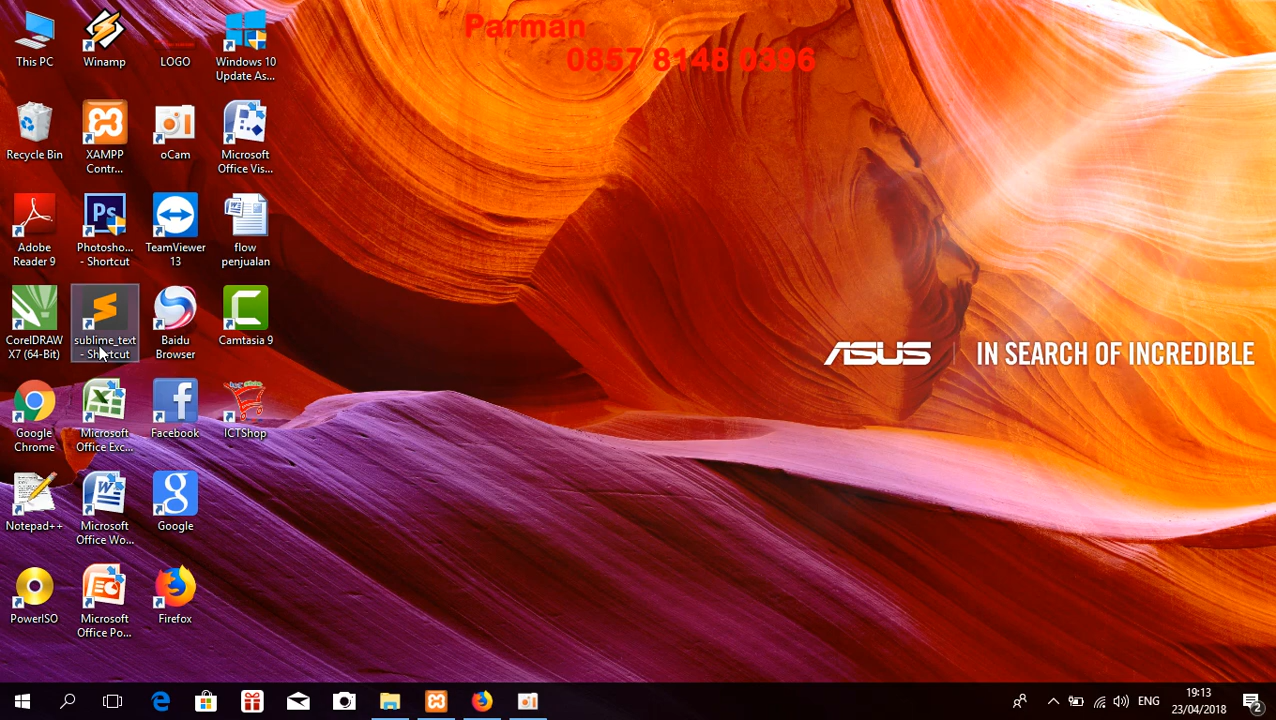 Parman
0857 8148 0396
This PC
Winamp
LOGO
Windows 10
Update As...
Recycle Bin
XAMPP
Contr...
oCam
Microsoft
Office Vis...
Adobe
Reader 9
Photosho...
- Shortcut
TeamViewer
13
flow
penjualan
CorelDRAW
X7 (64-Bit)
sublime_text
- Shortcut
Baidu
Browser
Camtasia 9
ASUS
IN SEARCH OF INCREDIBLE
Google
Chrome
Microsoft
Office Exc...
Facebook
ICTShop
Notepad++
Microsoft
Office Wo...
Google
PowerISO
Microsoft
Office Po...
Firefox
ENG
19:13
23/04/2018
2